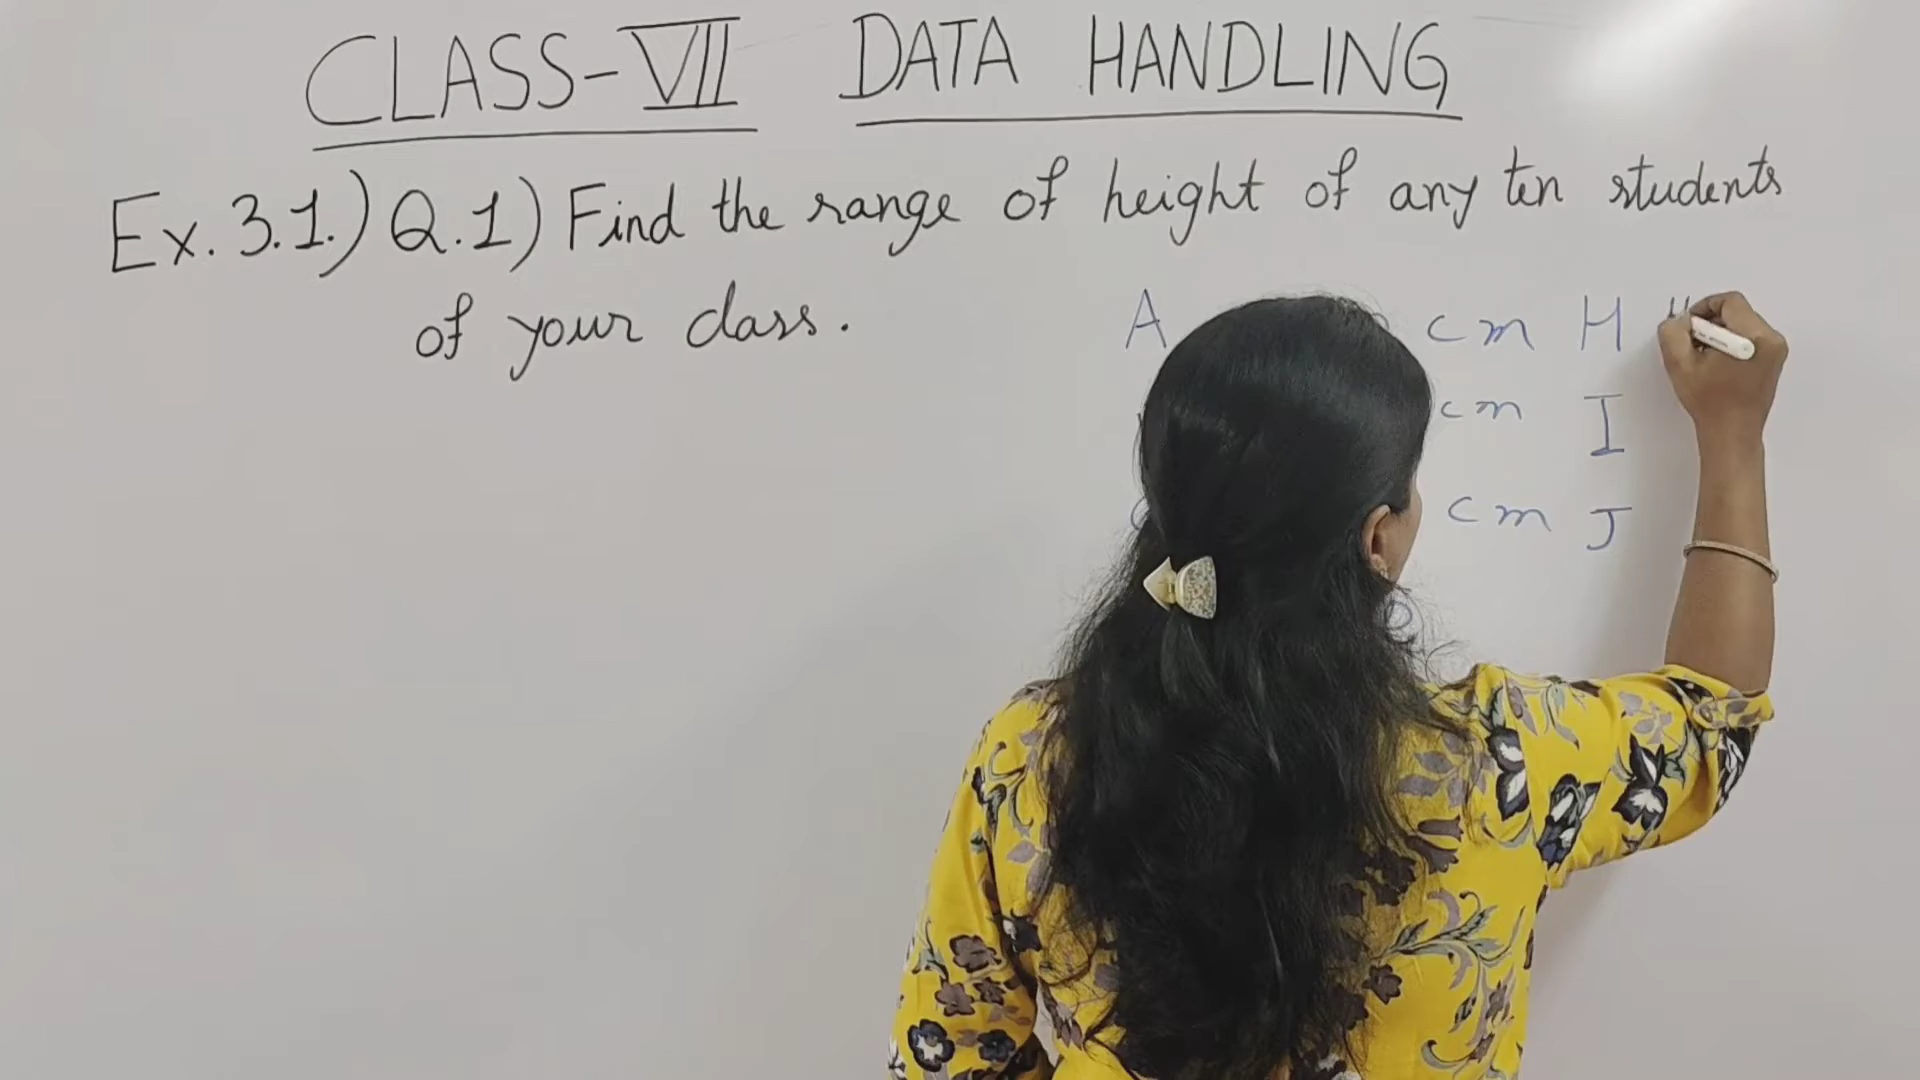 CLASS-VII DATA HANDLING
Ex. 3.1.) Q.1) Find the range of height of any ten students
of your class.
A cm H
cm I
cm J